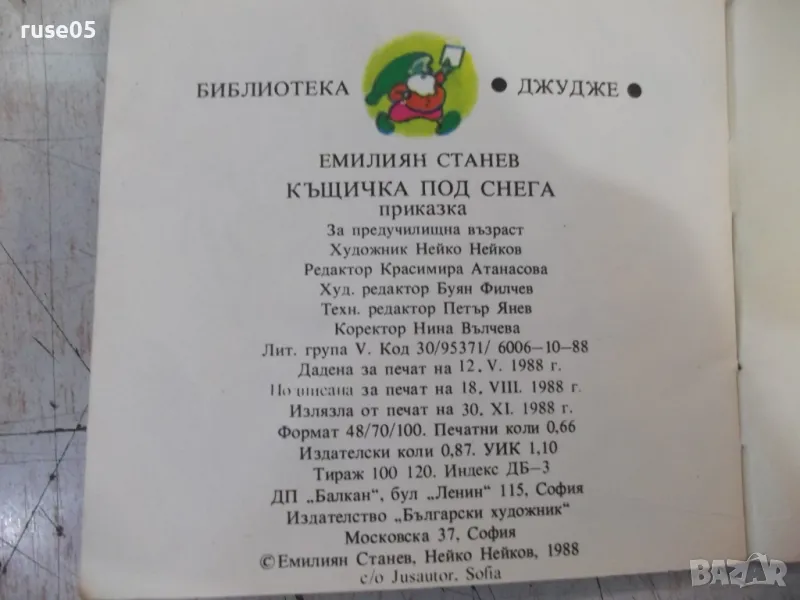 ruse05
БИБЛИОТЕКА ● ДЖУДЖЕ ●
ЕМИЛИЯН СТАНЕВ
КЪЩИЧКА ПОД СНЕГА
приказка
За предучилищна възраст
Художник Нейко Нейков
Редактор Красимира Атанасова
Худ. редактор Буян Филчев
Техн. редактор Петър Янев
Коректор Нина Вълчева
Лит. група V. Код 30/95371/ 6006—10—88
Дадена за печат на 12. V. 1988 г.
Подписана за печат на 18. VIII. 1988 г.
Излязла от печат на 30. XI. 1988 г.
Формат 48/70/100. Печатни коли 0,66
Издателски коли 0,87. УИК 1,10
Тираж 100 120. Индекс ДБ—3
ДП „Балкан“, бул „Ленин“ 115, София
Издателство „Български художник“
Московска 37, София
©Емилиян Станев, Нейко Нейков, 1988
c/o Jusautor, Sofia
BAZAR